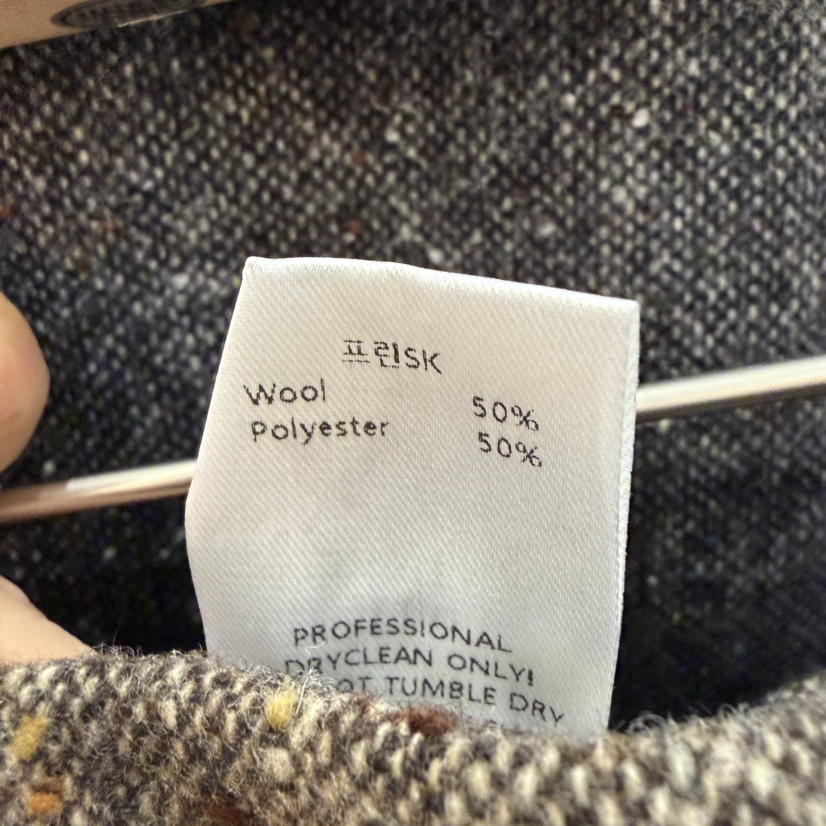 프린SK
Wool 50%
Polyester 50%
PROFESSIONAL
DRYCLEAN ONLY!
TUMBLE DRY